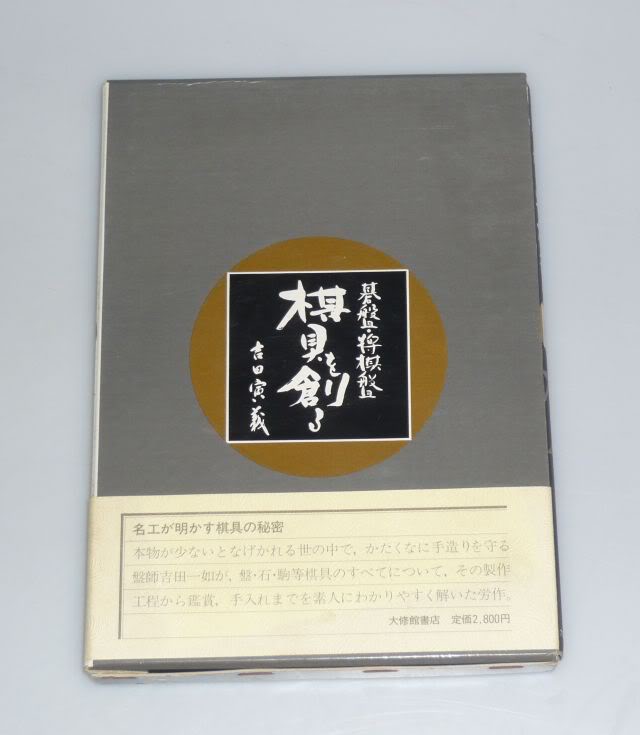 碁盤・将棋盤
棋具を創る
吉田寅義
名工が明かす棋具の秘密
本物が少ないとなげかれる世の中で，かたくなに手造りを守る
盤師吉田一如が，盤・石・駒等棋具のすべてについて，その製作
工程から鑑賞，手入れまでを素人にわかりやすく解いた労作。
大修館書店 定価2,800円